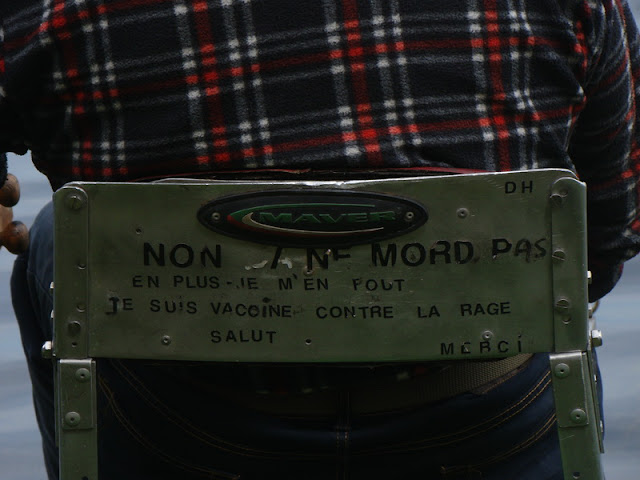 DH
MAVER
NON NE MORD PAS
EN PLUS-JE M'EN FOUT
JE SUiS VACCiNE CONTRE LA RAGE
SALUT
MERCi